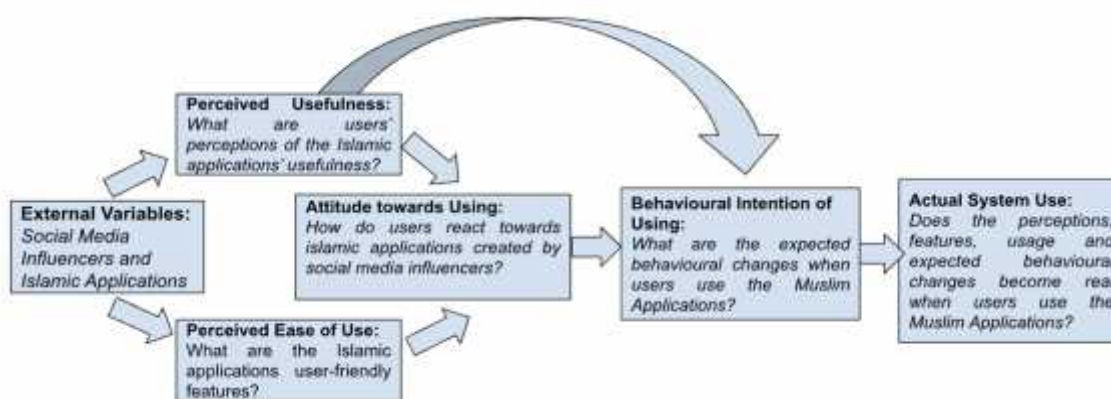 Perceived Usefulness:
What are users'
perceptions of the Islamic
applications' usefulness?
External Variables:
Social Media
Influencers and
Islamic Applications
Attitude towards Using:
How do users react towards
islamic applications created by
social media influencers?
Behavioural Intention of
Using:
What are the expected
behavioural changes when
users use the Muslim
Applications?
Actual System Use:
Does the perceptions,
features, usage and
expected behavioural
changes become real
when users use the
Muslim Applications?
Perceived Ease of Use:
What are the Islamic
applications user-friendly
features?